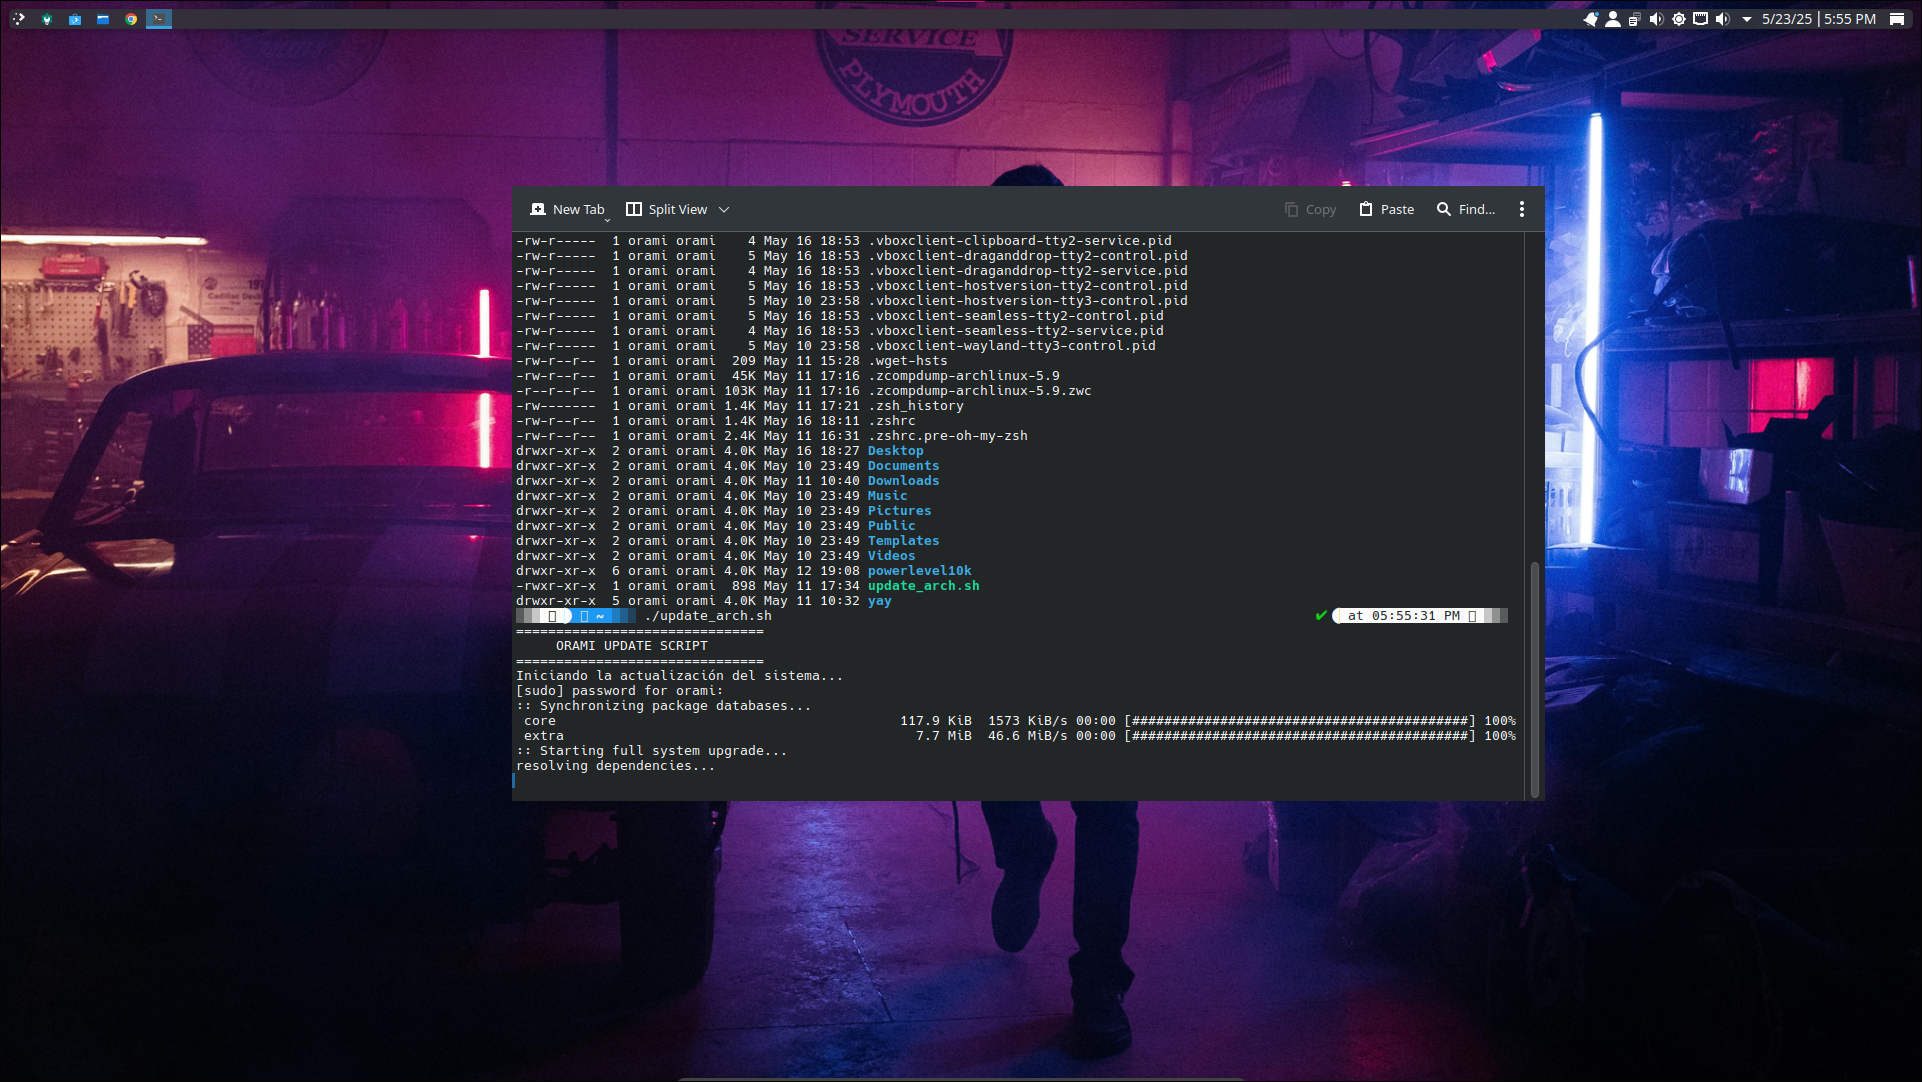 5/23/25 | 5:55 PM
SERVICE
PLYMOUTH
New Tab Split View Copy Paste Find...
-rw-r----- 1 orami orami 4 May 16 18:53 .vboxclient-clipboard-tty2-service.pid
-rw-r----- 1 orami orami 5 May 16 18:53 .vboxclient-draganddrop-tty2-control.pid
-rw-r----- 1 orami orami 4 May 16 18:53 .vboxclient-draganddrop-tty2-service.pid
-rw-r----- 1 orami orami 5 May 16 18:53 .vboxclient-hostversion-tty2-control.pid
-rw-r----- 1 orami orami 5 May 10 23:58 .vboxclient-hostversion-tty3-control.pid
-rw-r----- 1 orami orami 5 May 16 18:53 .vboxclient-seamless-tty2-control.pid
-rw-r----- 1 orami orami 4 May 16 18:53 .vboxclient-seamless-tty2-service.pid
-rw-r----- 1 orami orami 5 May 10 23:58 .vboxclient-wayland-tty3-control.pid
-rw-r--r-- 1 orami orami 209 May 11 15:28 .wget-hsts
-rw-r--r-- 1 orami orami 45K May 11 17:16 .zcompdump-archlinux-5.9
-r--r--r-- 1 orami orami 103K May 11 17:16 .zcompdump-archlinux-5.9.zwc
-rw------- 1 orami orami 1.4K May 11 17:21 .zsh_history
-rw-r--r-- 1 orami orami 1.4K May 16 18:11 .zshrc
-rw-r--r-- 1 orami orami 2.4K May 11 16:31 .zshrc.pre-oh-my-zsh
drwxr-xr-x 2 orami orami 4.0K May 16 18:27 Desktop
drwxr-xr-x 2 orami orami 4.0K May 10 23:49 Documents
drwxr-xr-x 2 orami orami 4.0K May 11 10:40 Downloads
drwxr-xr-x 2 orami orami 4.0K May 10 23:49 Music
drwxr-xr-x 2 orami orami 4.0K May 10 23:49 Pictures
drwxr-xr-x 2 orami orami 4.0K May 10 23:49 Public
drwxr-xr-x 2 orami orami 4.0K May 10 23:49 Templates
drwxr-xr-x 2 orami orami 4.0K May 10 23:49 Videos
drwxr-xr-x 6 orami orami 4.0K May 12 19:08 powerlevel10k
-rwxr-xr-x 1 orami orami 898 May 11 17:34 update_arch.sh
drwxr-xr-x 5 orami orami 4.0K May 11 10:32 yay
~ ./update_arch.sh ✔ at 05:55:31 PM
===============================
ORAMI UPDATE SCRIPT
===============================
Iniciando la actualización del sistema...
[sudo] password for orami:
:: Synchronizing package databases...
core 117.9 KiB 1573 KiB/s 00:00 [##########################################] 100%
extra 7.7 MiB 46.6 MiB/s 00:00 [##########################################] 100%
:: Starting full system upgrade...
resolving dependencies...